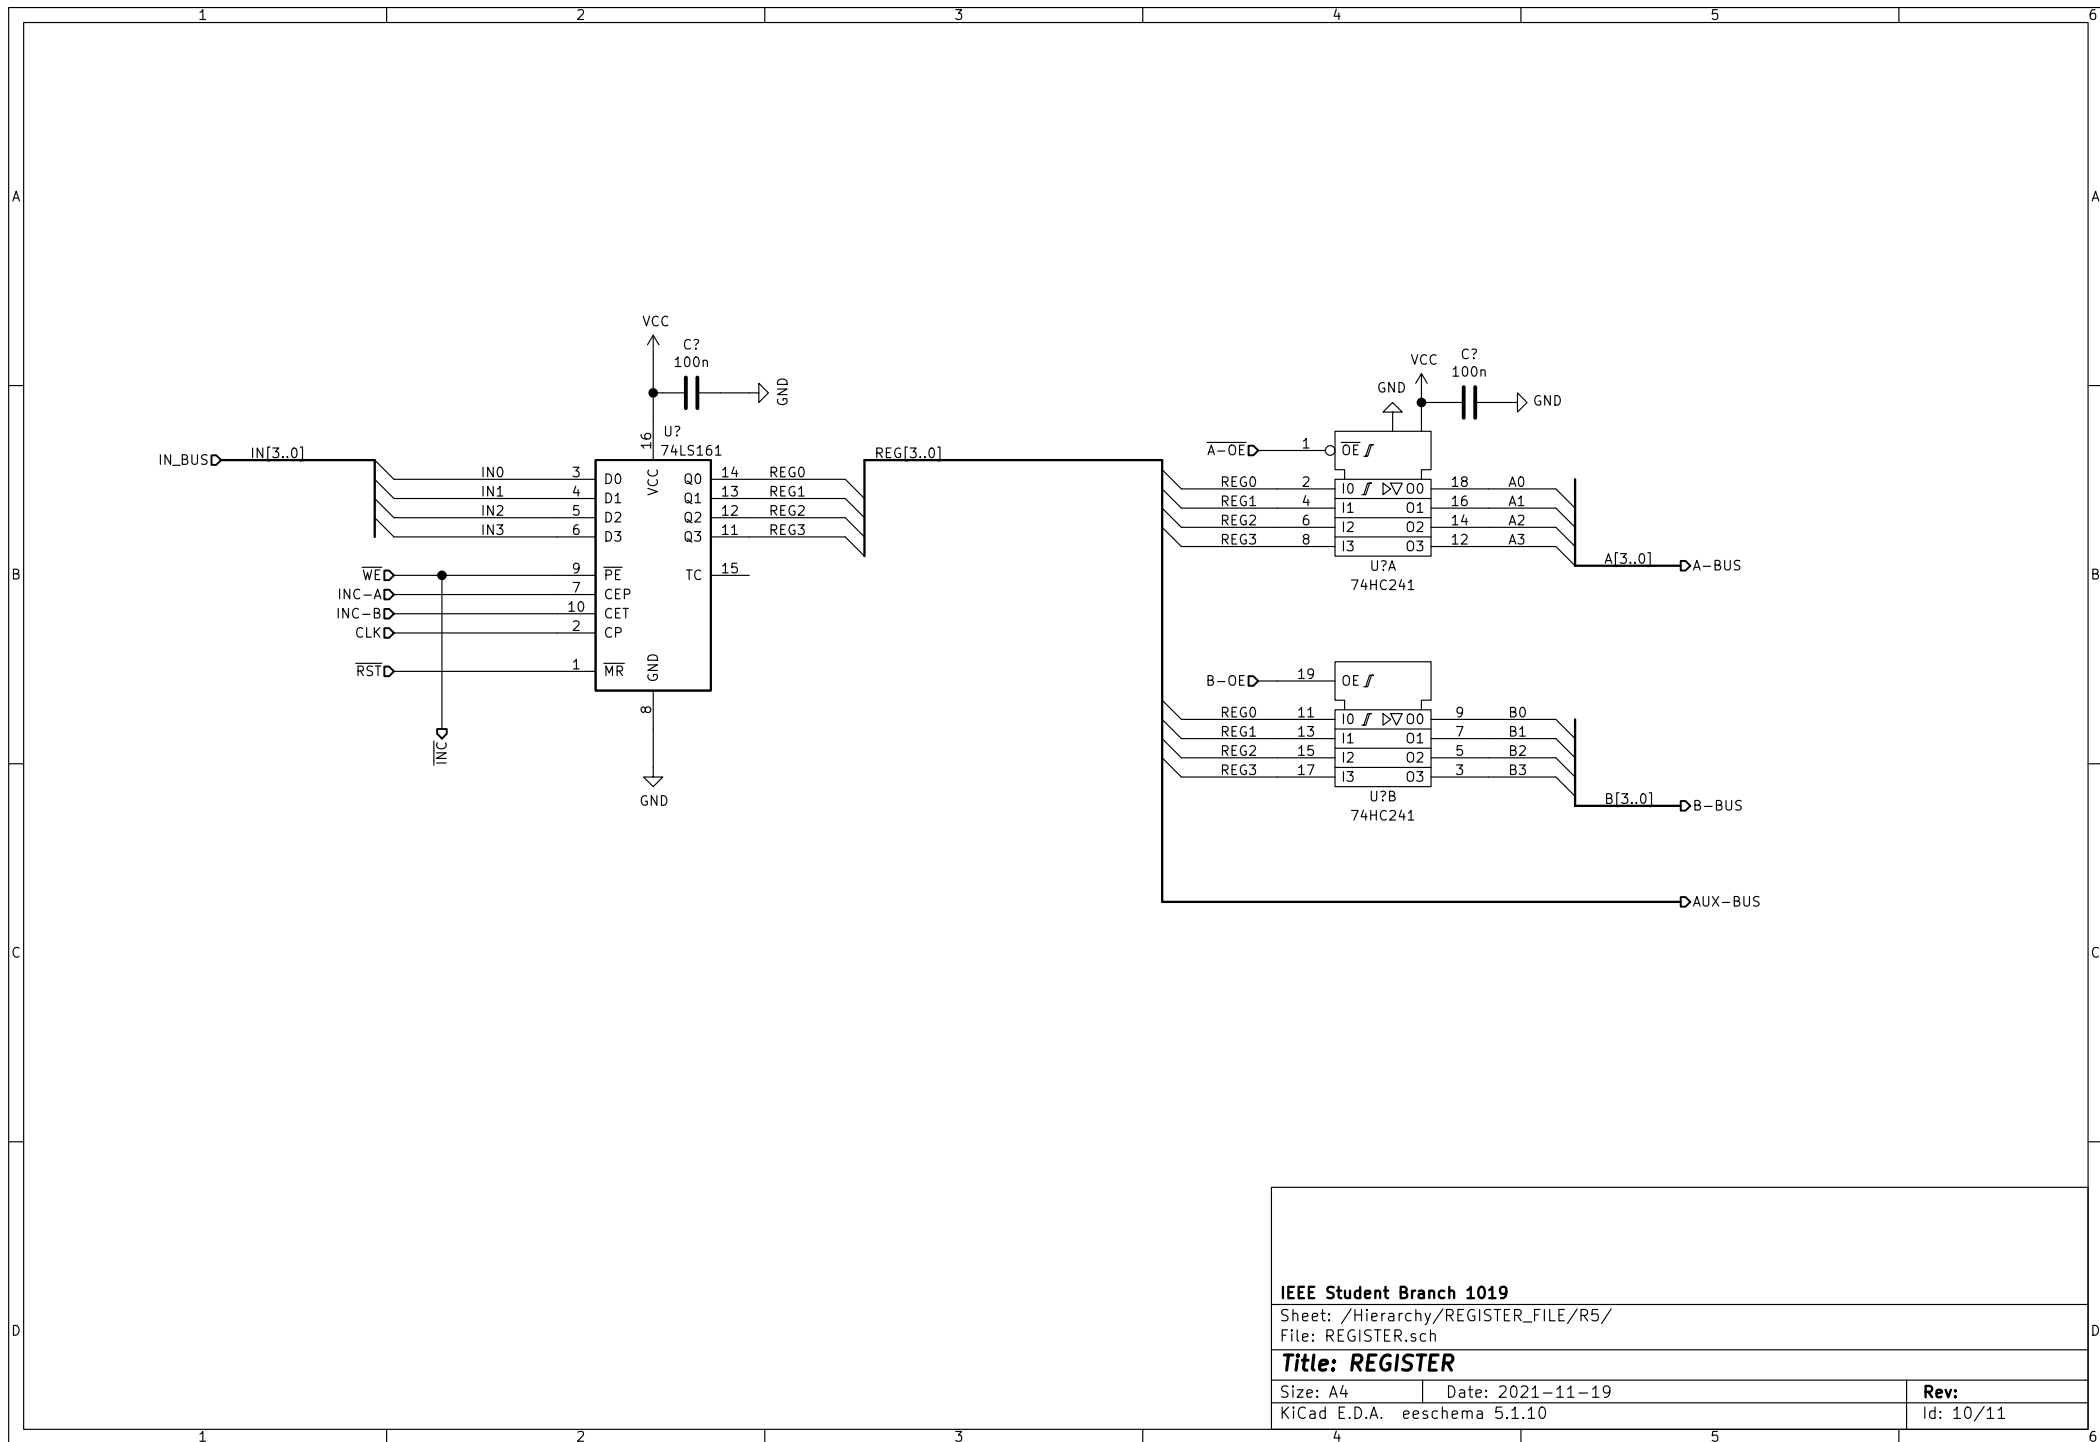 1 2 3 4 5 6
A A
B B
C C
D D
1 2 3 4 5 6
VCC
C?
100n
GND
16
U?
74LS161
IN_BUS
IN[3..0]
IN0 3 D0 VCC Q0 14 REG0
IN1 4 D1 Q1 13 REG1
IN2 5 D2 Q2 12 REG2
IN3 6 D3 Q3 11 REG3
WE 9 PE TC 15
INC-A 7 CEP
INC-B 10 CET
CLK 2 CP
RST 1 MR GND
8
INC
GND
REG[3..0]
VCC
C?
100n
GND
GND
A-OE 1 OE
REG0 2 I0 O0 18 A0
REG1 4 I1 O1 16 A1
REG2 6 I2 O2 14 A2
REG3 8 I3 O3 12 A3
U?A
74HC241
A[3..0] A-BUS
B-OE 19 OE
REG0 11 I0 O0 9 B0
REG1 13 I1 O1 7 B1
REG2 15 I2 O2 5 B2
REG3 17 I3 O3 3 B3
U?B
74HC241
B[3..0] B-BUS
AUX-BUS
IEEE Student Branch 1019
Sheet: /Hierarchy/REGISTER_FILE/R5/
File: REGISTER.sch
Title: REGISTER
Size: A4 Date: 2021-11-19 Rev:
KiCad E.D.A. eeschema 5.1.10 Id: 10/11